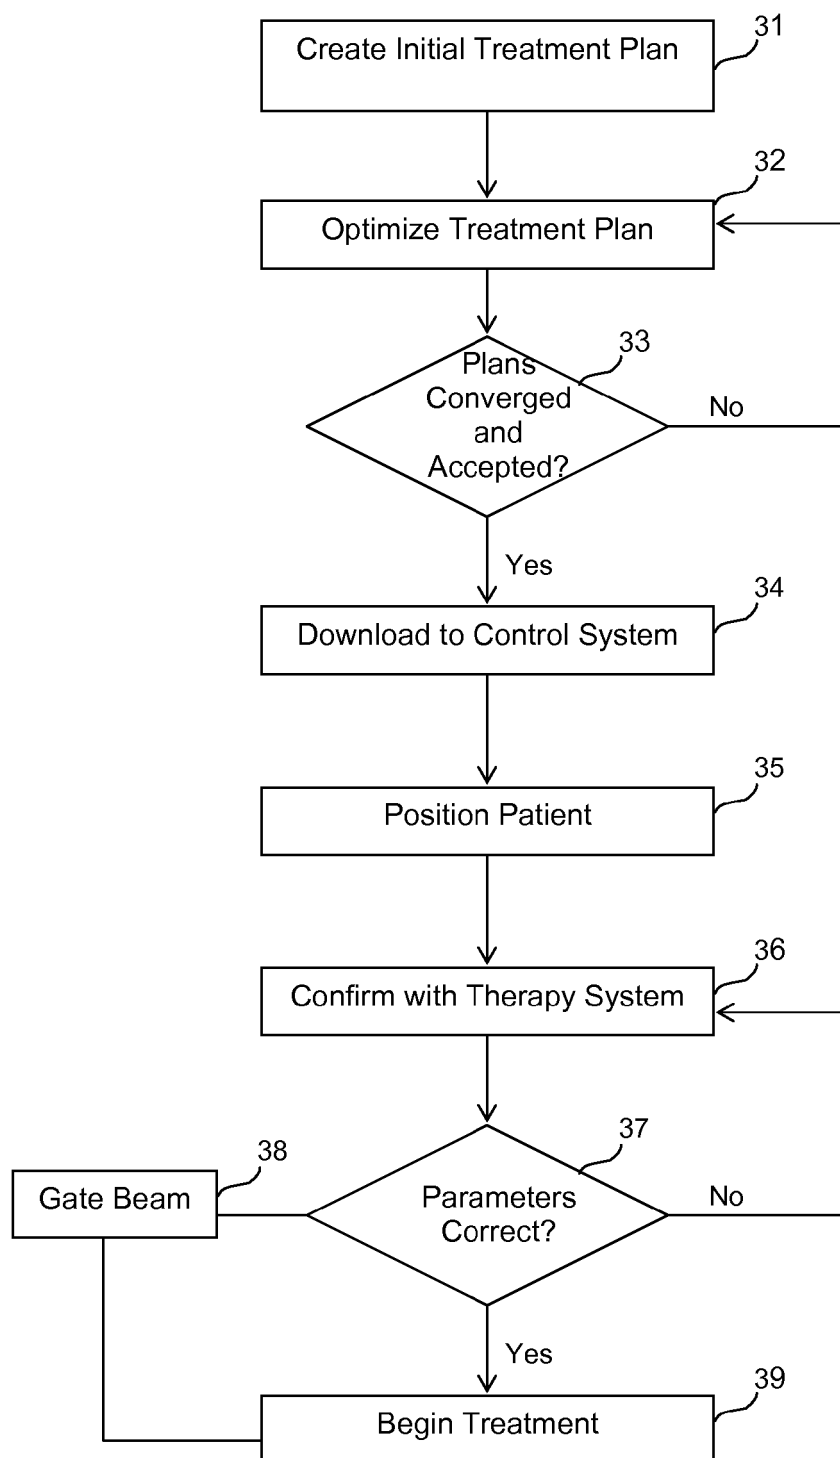 31
Create Initial Treatment Plan
32
Optimize Treatment Plan
33
Plans
Converged
and
Accepted?
No
Yes
34
Download to Control System
35
Position Patient
36
Confirm with Therapy System
37
38
Gate Beam
Parameters
Correct?
No
Yes
39
Begin Treatment